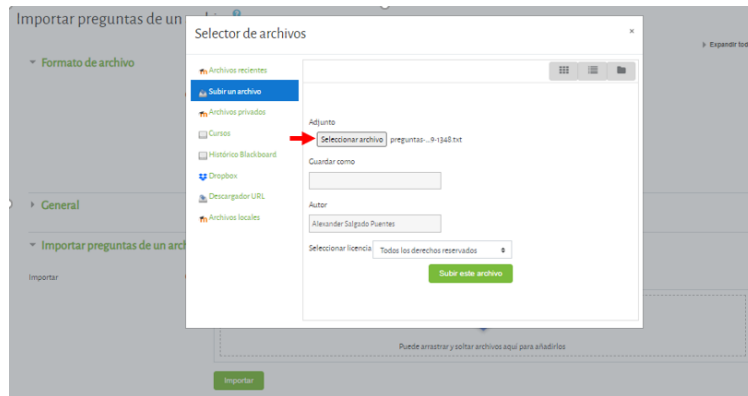 Importar preguntas de un
Selector de archivos
×
Expandir tod
Formato de archivo
Archivos recientes
Subir un archivo
Archivos privados
Cursos
Histórico Blackboard
Dropbox
Descargador URL
Archivos locales
Adjunto
Seleccionar archivo preguntas-...9-1348.txt
Guardar como
Autor
Alexander Salgado Puentes
Seleccionar licencia Todos los derechos reservados
Subir este archivo
General
Importar preguntas de un arch
Importar
Puede arrastrar y soltar archivos aquí para añadirlos
Importar